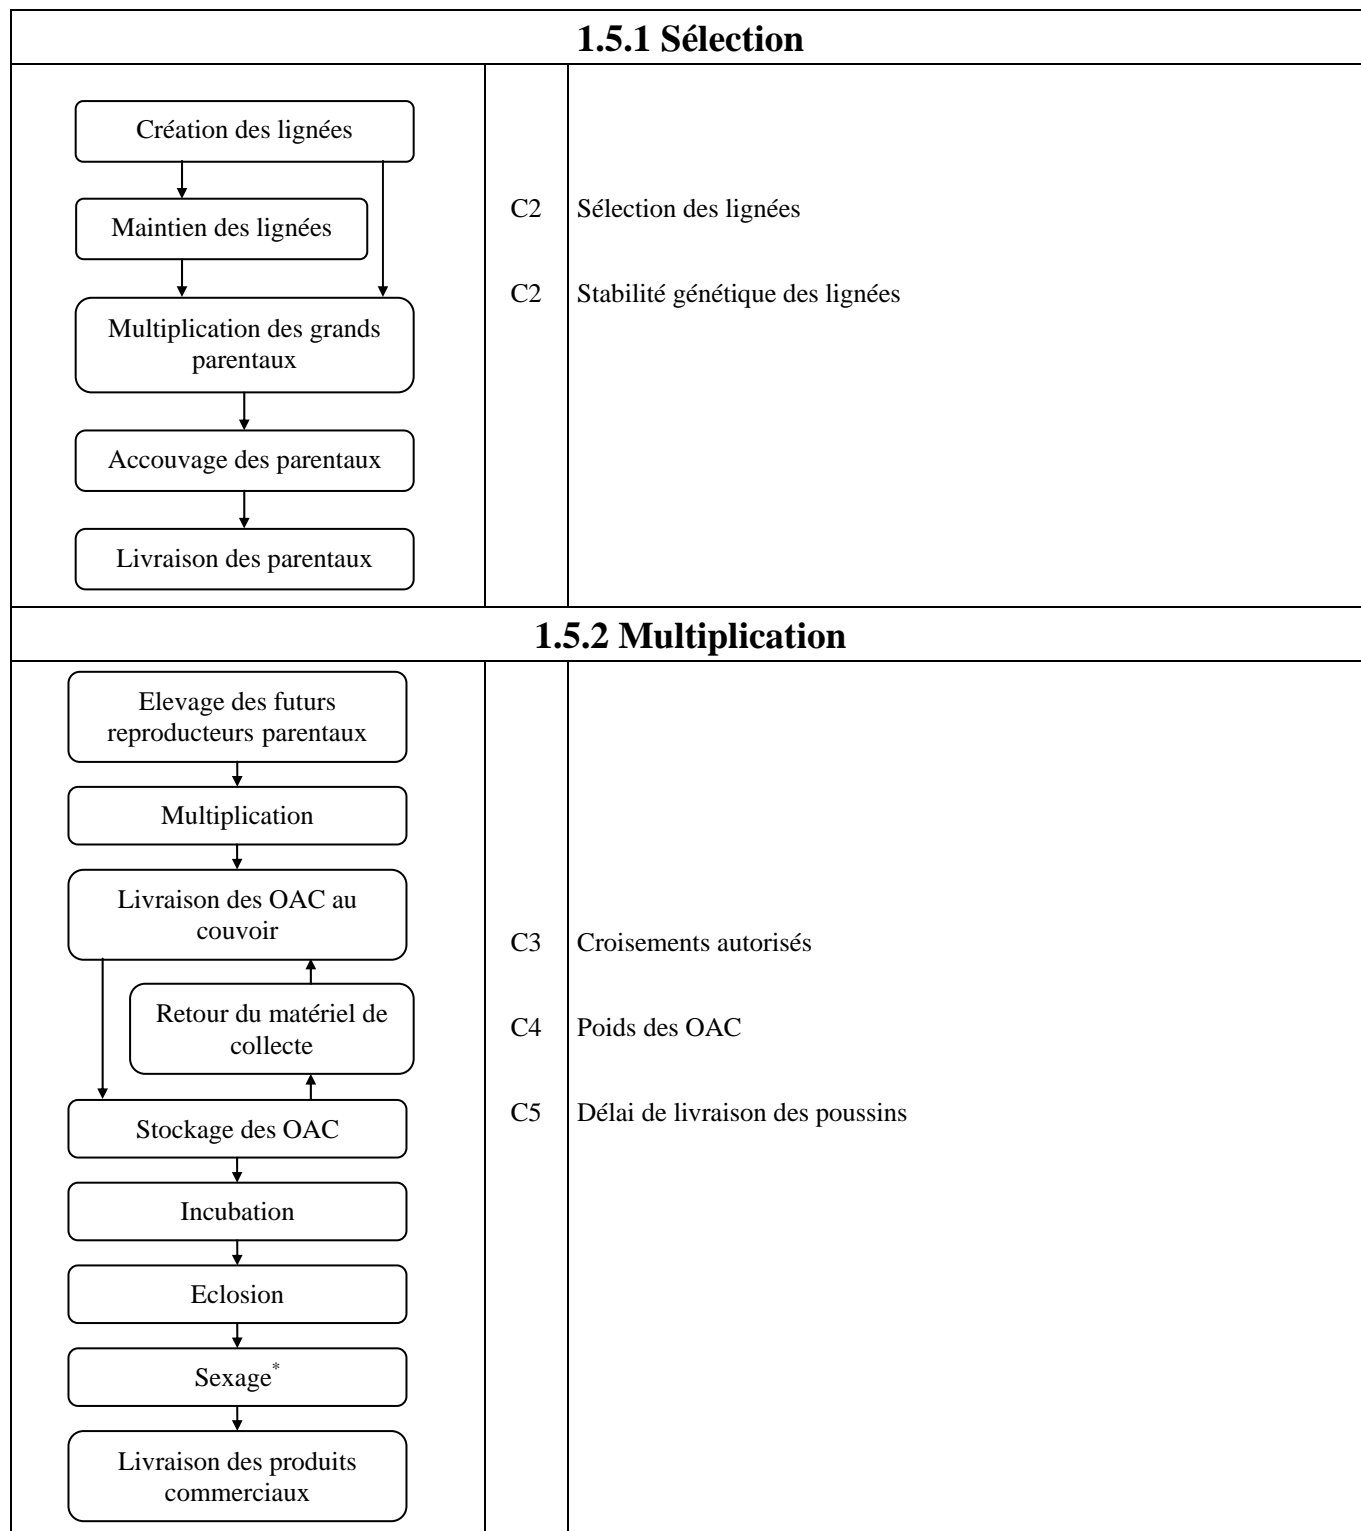 1.5.1 Sélection
Création des lignées
Maintien des lignées
C2 Sélection des lignées
C2 Stabilité génétique des lignées
Multiplication des grands
parentaux
Accouvage des parentaux
Livraison des parentaux
1.5.2 Multiplication
Elevage des futurs
reproducteurs parentaux
Multiplication
Livraison des OAC au
couvoir
C3 Croisements autorisés
Retour du matériel de
collecte
C4 Poids des OAC
Stockage des OAC
C5 Délai de livraison des poussins
Incubation
Eclosion
Sexage*
Livraison des produits
commerciaux